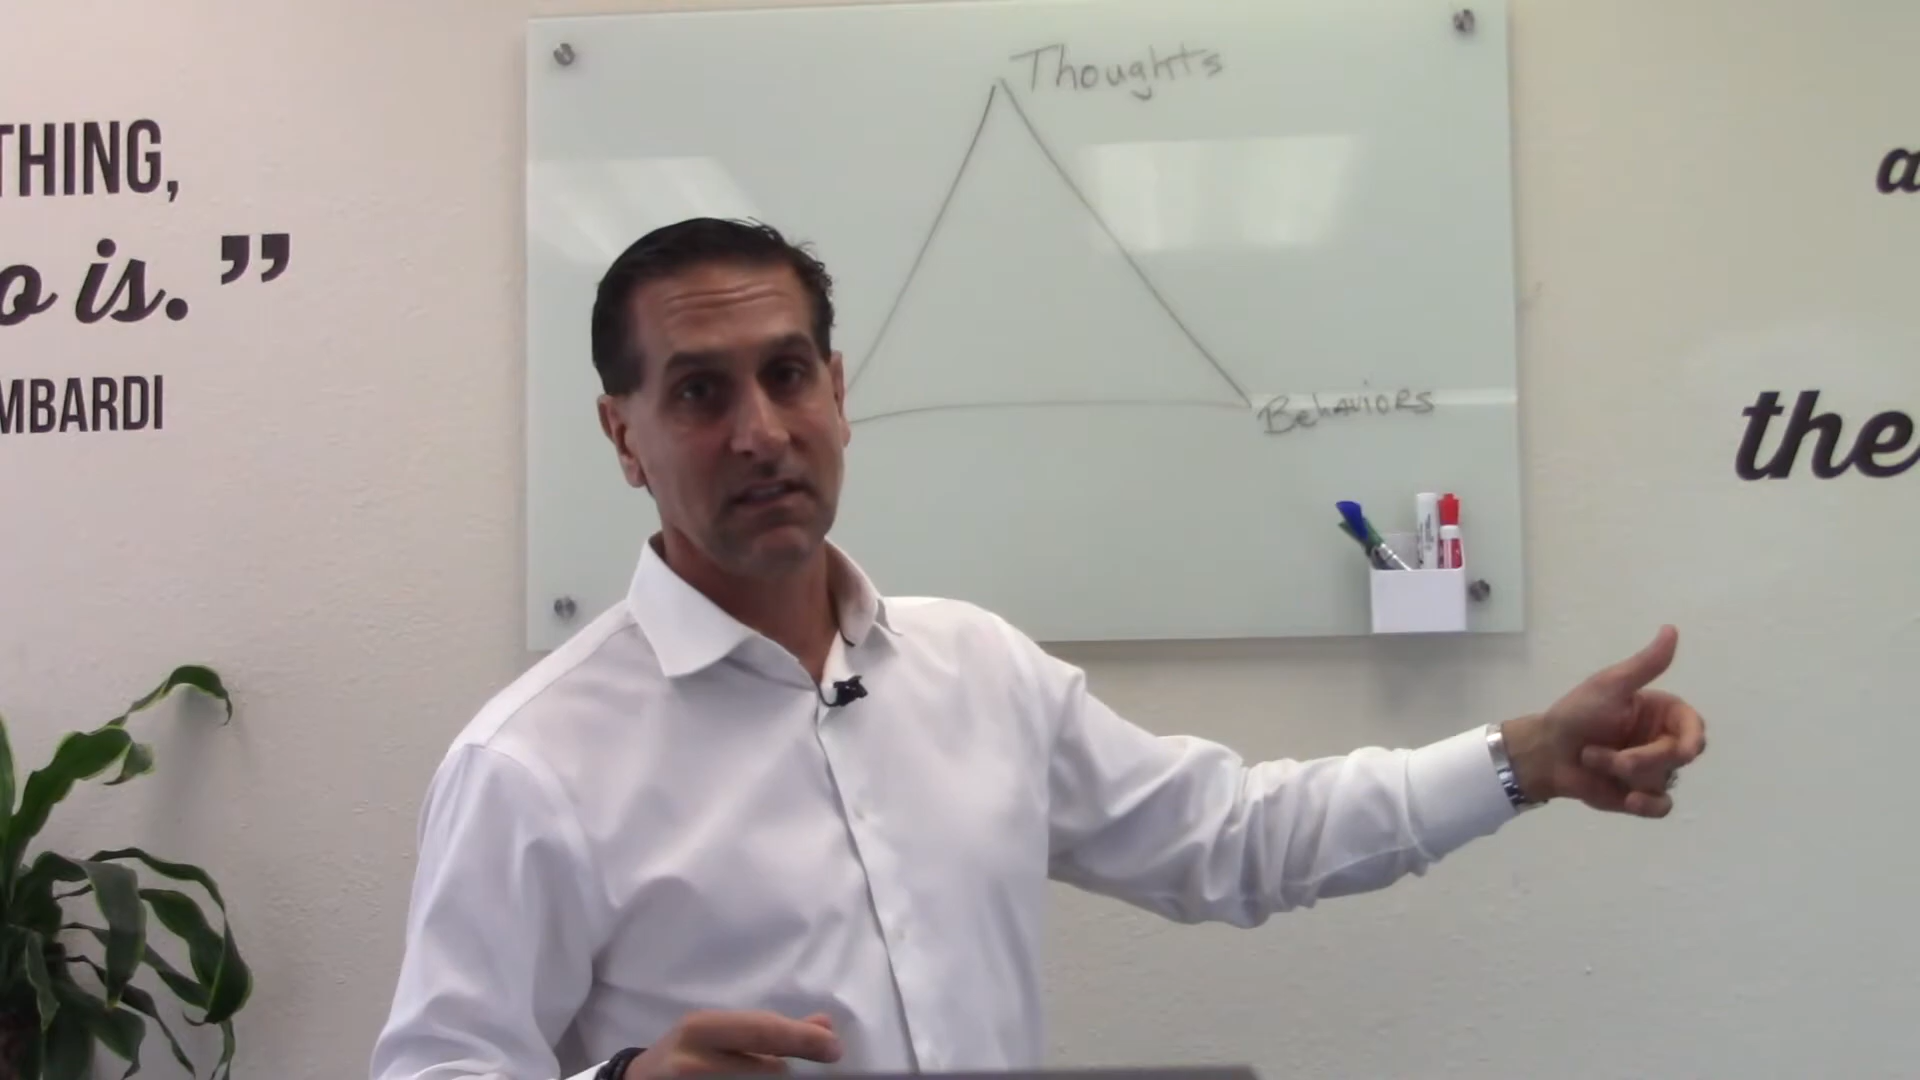 THING,
o is.”
MBARDI
Thoughts
Behaviors
a
the